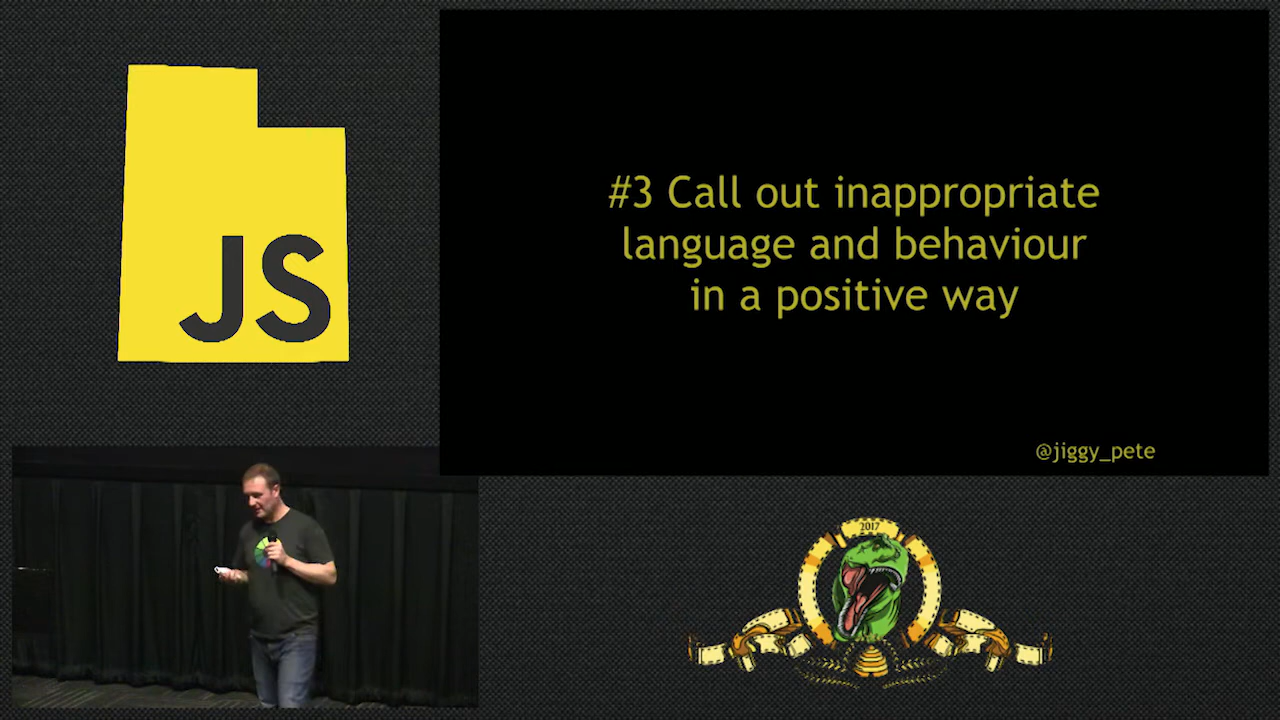 JS
#3 Call out inappropriate
language and behaviour
in a positive way
@jiggy_pete
2017